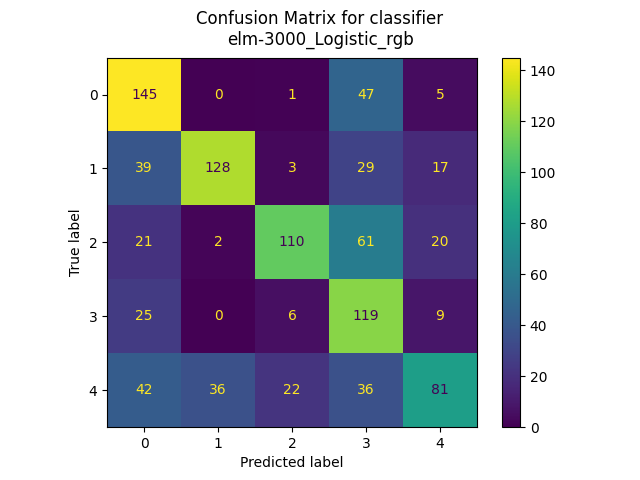 Confusion Matrix for classifier
elm-3000_Logistic_rgb
140
0 145 0 1 47 5
120
1 39 128 3 29 17
100
80
2 21 2 110 61 20
True label
60
3 25 0 6 119 9
40
4 42 36 22 36 81
20
0
0 1 2 3 4
Predicted label